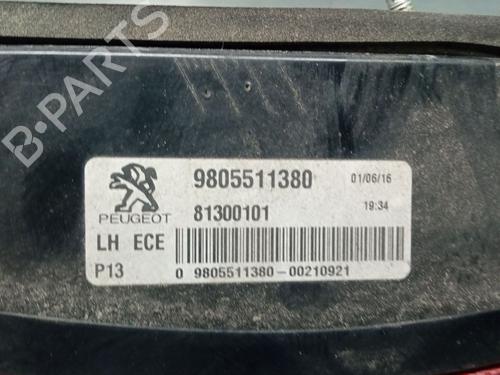 B-PARTS
PEUGEOT
9805511380
01/06/16
81300101
19:34
LH ECE
P13
0 9805511380-00210921